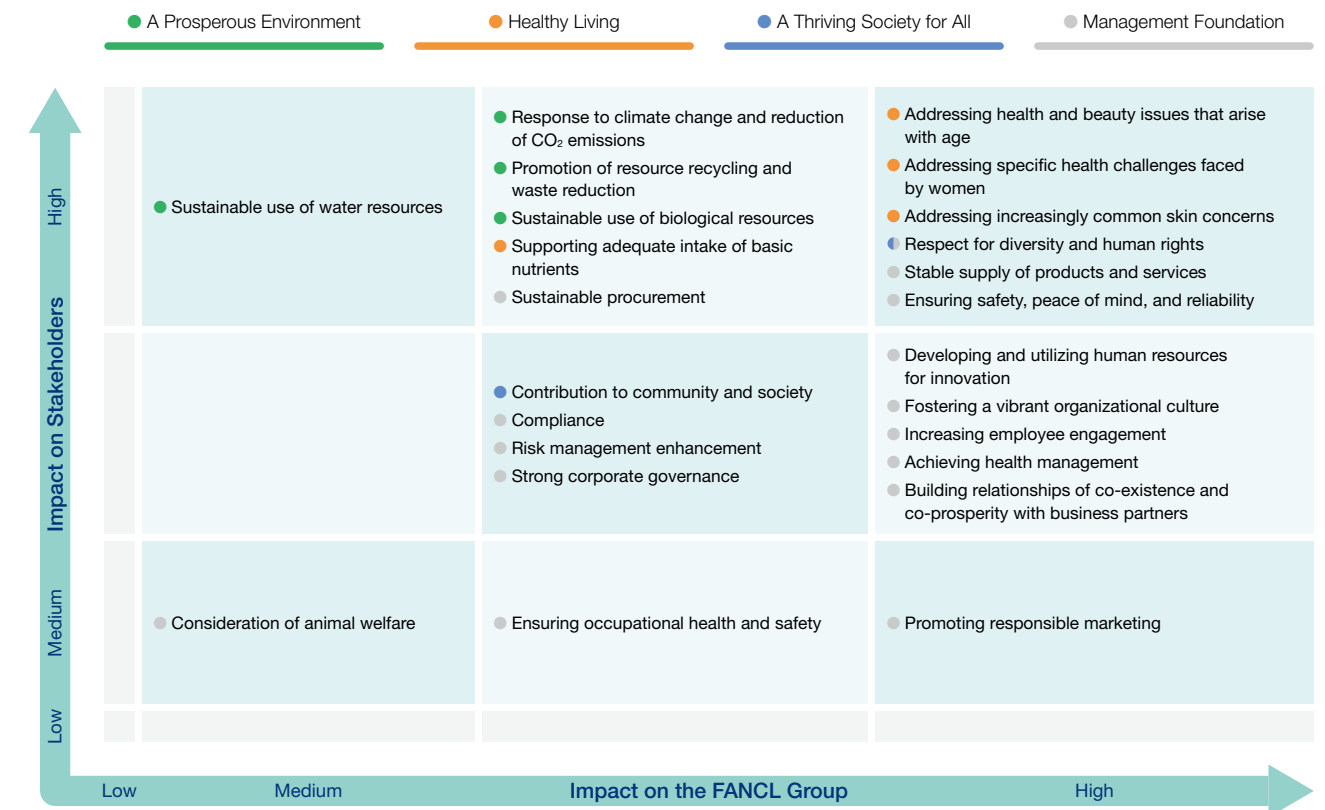 A Prosperous Environment
Healthy Living
A Thriving Society for All
Management Foundation
High
Impact on Stakeholders
Medium
Low
Sustainable use of water resources
Response to climate change and reduction
of CO₂ emissions
Promotion of resource recycling and
waste reduction
Sustainable use of biological resources
Supporting adequate intake of basic
nutrients
Sustainable procurement
Addressing health and beauty issues that arise
with age
Addressing specific health challenges faced
by women
Addressing increasingly common skin concerns
Respect for diversity and human rights
Stable supply of products and services
Ensuring safety, peace of mind, and reliability
Contribution to community and society
Compliance
Risk management enhancement
Strong corporate governance
Developing and utilizing human resources
for innovation
Fostering a vibrant organizational culture
Increasing employee engagement
Achieving health management
Building relationships of co-existence and
co-prosperity with business partners
Consideration of animal welfare
Ensuring occupational health and safety
Promoting responsible marketing
Low
Medium
Impact on the FANCL Group
High